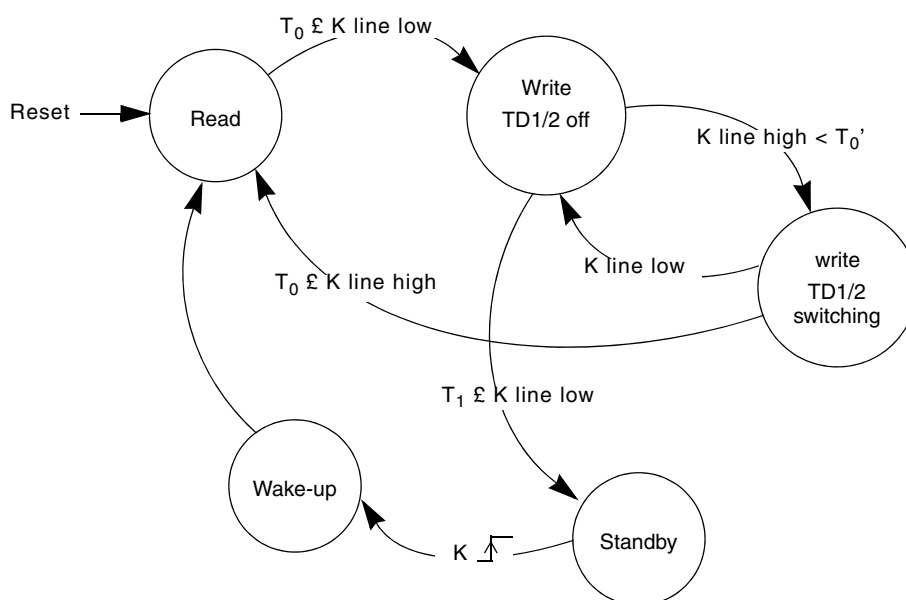 T₀ £ K line low
Write
TD1/2 off
Reset
Read
K line high < T₀’
K line low
write
TD1/2
switching
T₀ £ K line high
T₁ £ K line low
Wake-up
K
Standby